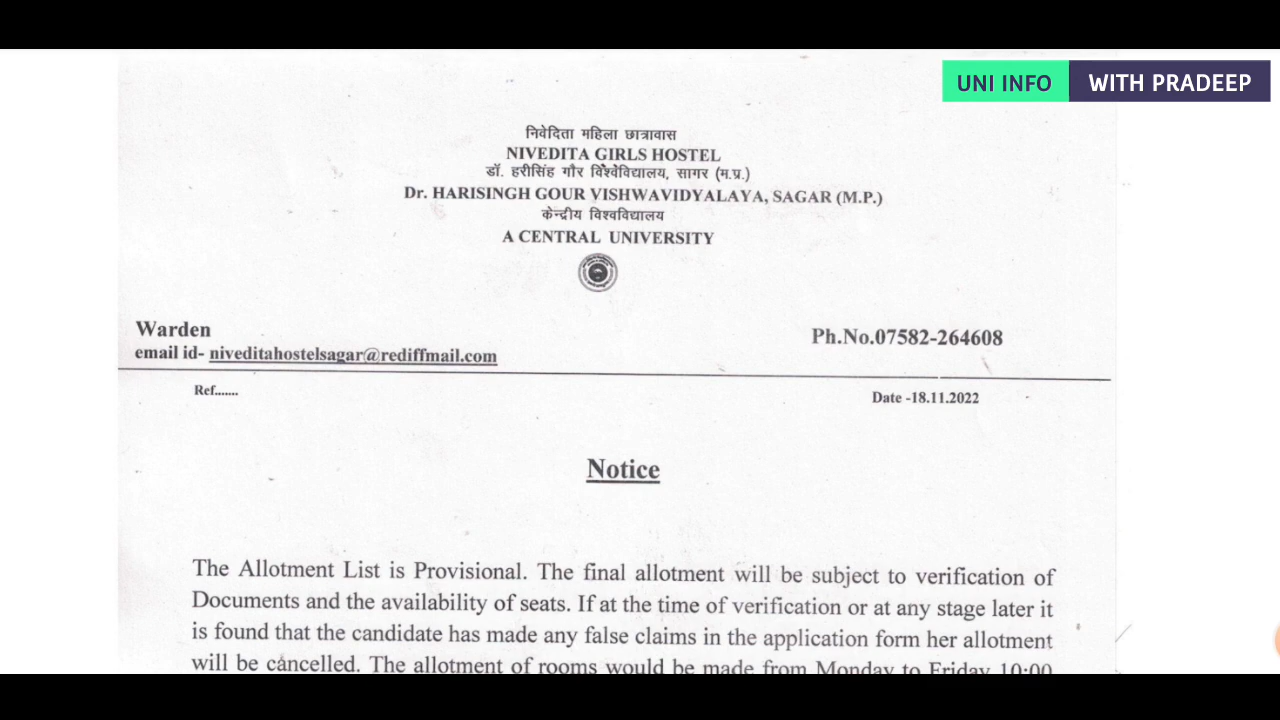 UNI INFO WITH PRADEEP
निवेदिता महिला छात्रावास
NIVEDITA GIRLS HOSTEL
डॉ. हरीसिंह गौर विश्वविद्यालय, सागर (म.प्र.)
Dr. HARISINGH GOUR VISHWAVIDYALAYA, SAGAR (M.P.)
केन्द्रीय विश्वविद्यालय
A CENTRAL UNIVERSITY
Warden
Ph.No.07582-264608
email id- niveditahostelsagar@rediffmail.com
Ref.......
Date -18.11.2022
Notice
The Allotment List is Provisional. The final allotment will be subject to verification of
Documents and the availability of seats. If at the time of verification or at any stage later it
is found that the candidate has made any false claims in the application form her allotment
will be cancelled. The allotment of rooms would be made from Monday to Friday 10:00